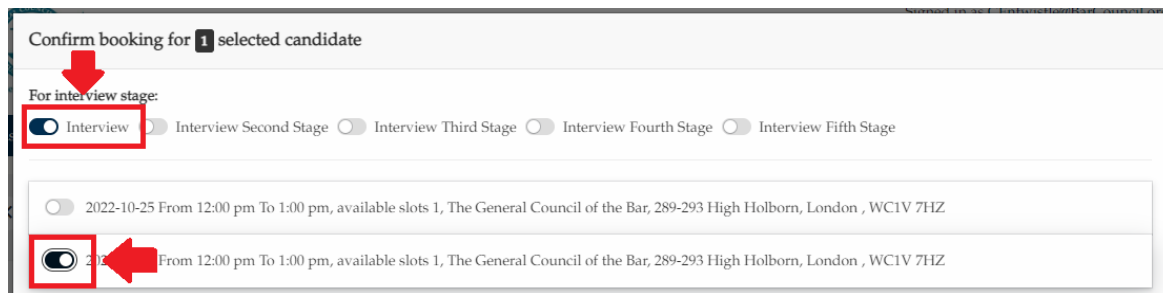 Confirm booking for 1 selected candidate
For interview stage:
Interview Interview Second Stage Interview Third Stage Interview Fourth Stage Interview Fifth Stage
2022-10-25 From 12:00 pm To 1:00 pm, available slots 1, The General Council of the Bar, 289-293 High Holborn, London , WC1V 7HZ
From 12:00 pm To 1:00 pm, available slots 1, The General Council of the Bar, 289-293 High Holborn, London , WC1V 7HZ